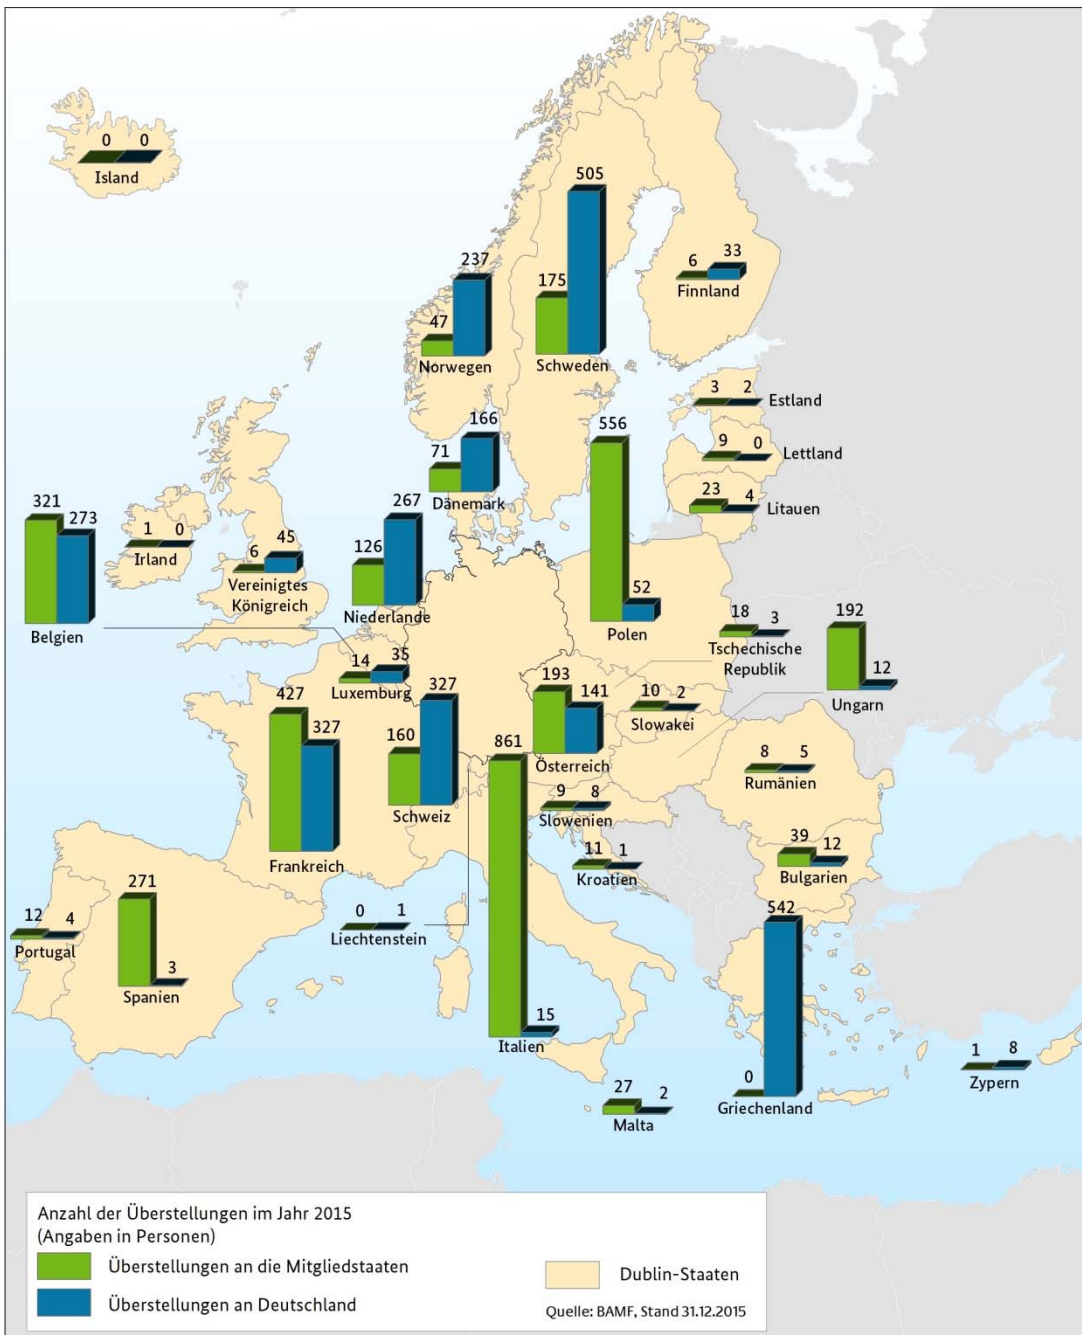 0 0
Island
505
237
33
6
Finnland
175
47
Norwegen
Schweden
3 2
Estland
166
556
71
9 0
Lettland
321
267
Dänemark
23 4
Litauen
273
1 0
Irland
45
6
126
Vereinigtes
Königreich
Niederlande
52
18 3
192
Belgien
Polen
Tschechische
Republik
14 35
Luxemburg
12
427
327
193
10 2
Slowakei
Ungarn
327
160
861
141
Österreich
8 5
Rumänien
Schweiz
9 8
Slowenien
39 12
Frankreich
11 1
Kroatien
Bulgarien
271
0 1
Liechtenstein
542
12 4
Portugal
3
Spanien
15
Italien
1 8
Zypern
0
27 2
Griechenland
Malta
Anzahl der Überstellungen im Jahr 2015
(Angaben in Personen)
Überstellungen an die Mitgliedstaaten
Dublin-Staaten
Überstellungen an Deutschland
Quelle: BAMF, Stand 31.12.2015